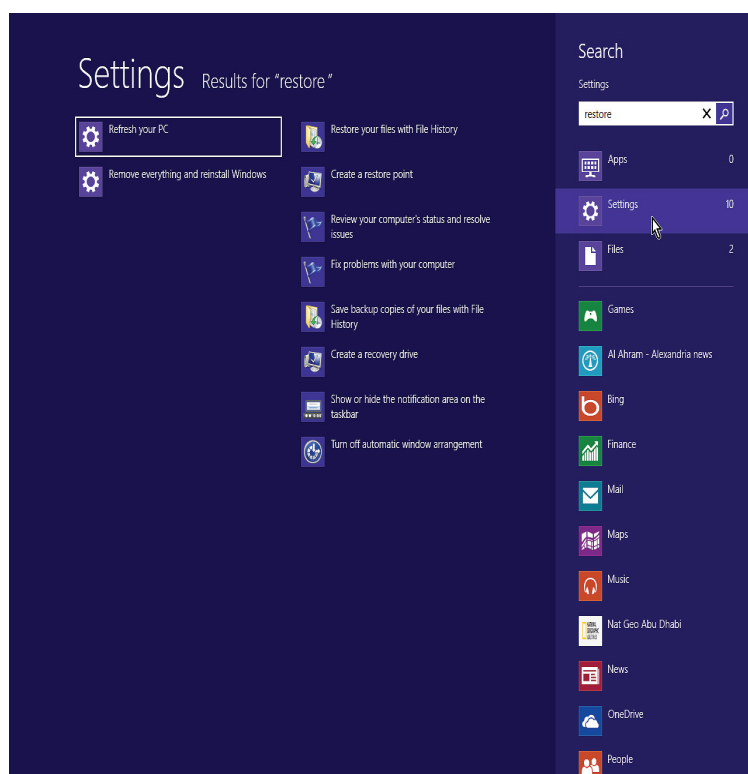 Settings Results for “restore ”
Refresh your PC
Remove everything and reinstall Windows
Restore your files with File History
Create a restore point
Review your computer's status and resolve
issues
Fix problems with your computer
Save backup copies of your files with File
History
Create a recovery drive
Show or hide the notification area on the
taskbar
Turn off automatic window arrangement
Search
Settings
restore
Apps 0
Settings 10
Files 2
Games
Al Ahram - Alexandria news
Bing
Finance
Mail
Maps
Music
Nat Geo Abu Dhabi
News
OneDrive
People